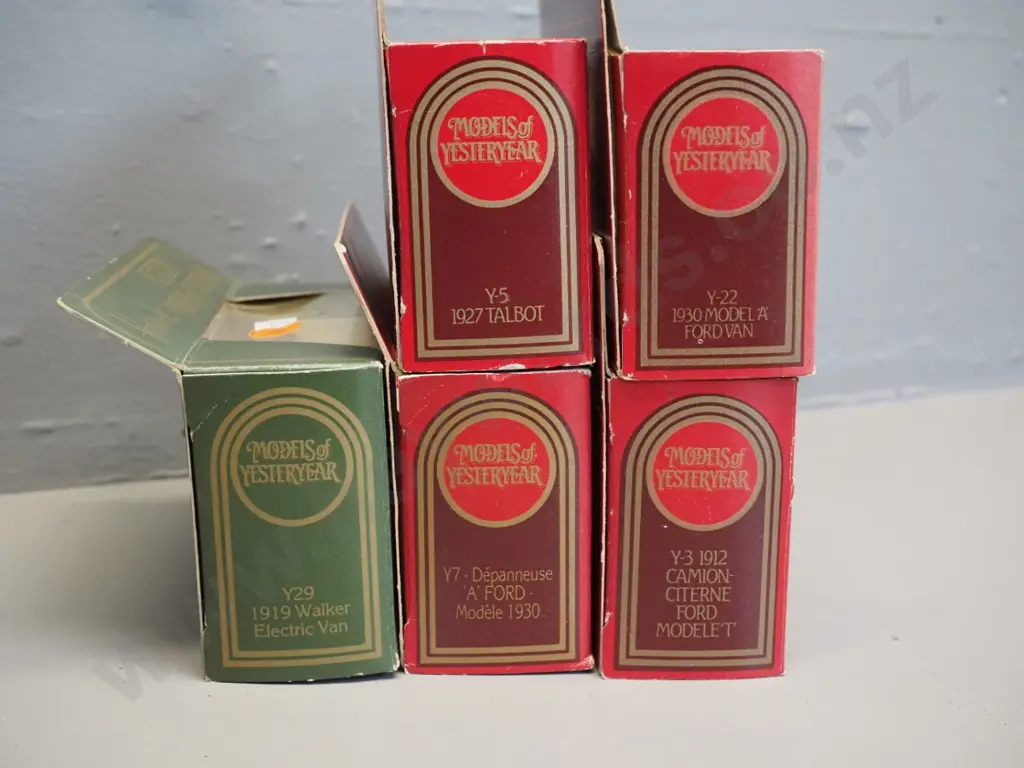 MODELS of
YESTERYEAR
Y-5
1927 TALBOT
MODELS of
YESTERYEAR
Y-22
1930 MODEL 'A'
FORD VAN
MODELS of
YESTERYEAR
Y29
1919 Walker
Electric Van
MODELS of
YESTERYEAR
Y7 - Dépanneuse
'A' FORD -
Modèle 1930
MODELS of
YESTERYEAR
Y-3 1912
CAMION-
CITERNE
FORD
MODELE 'T'